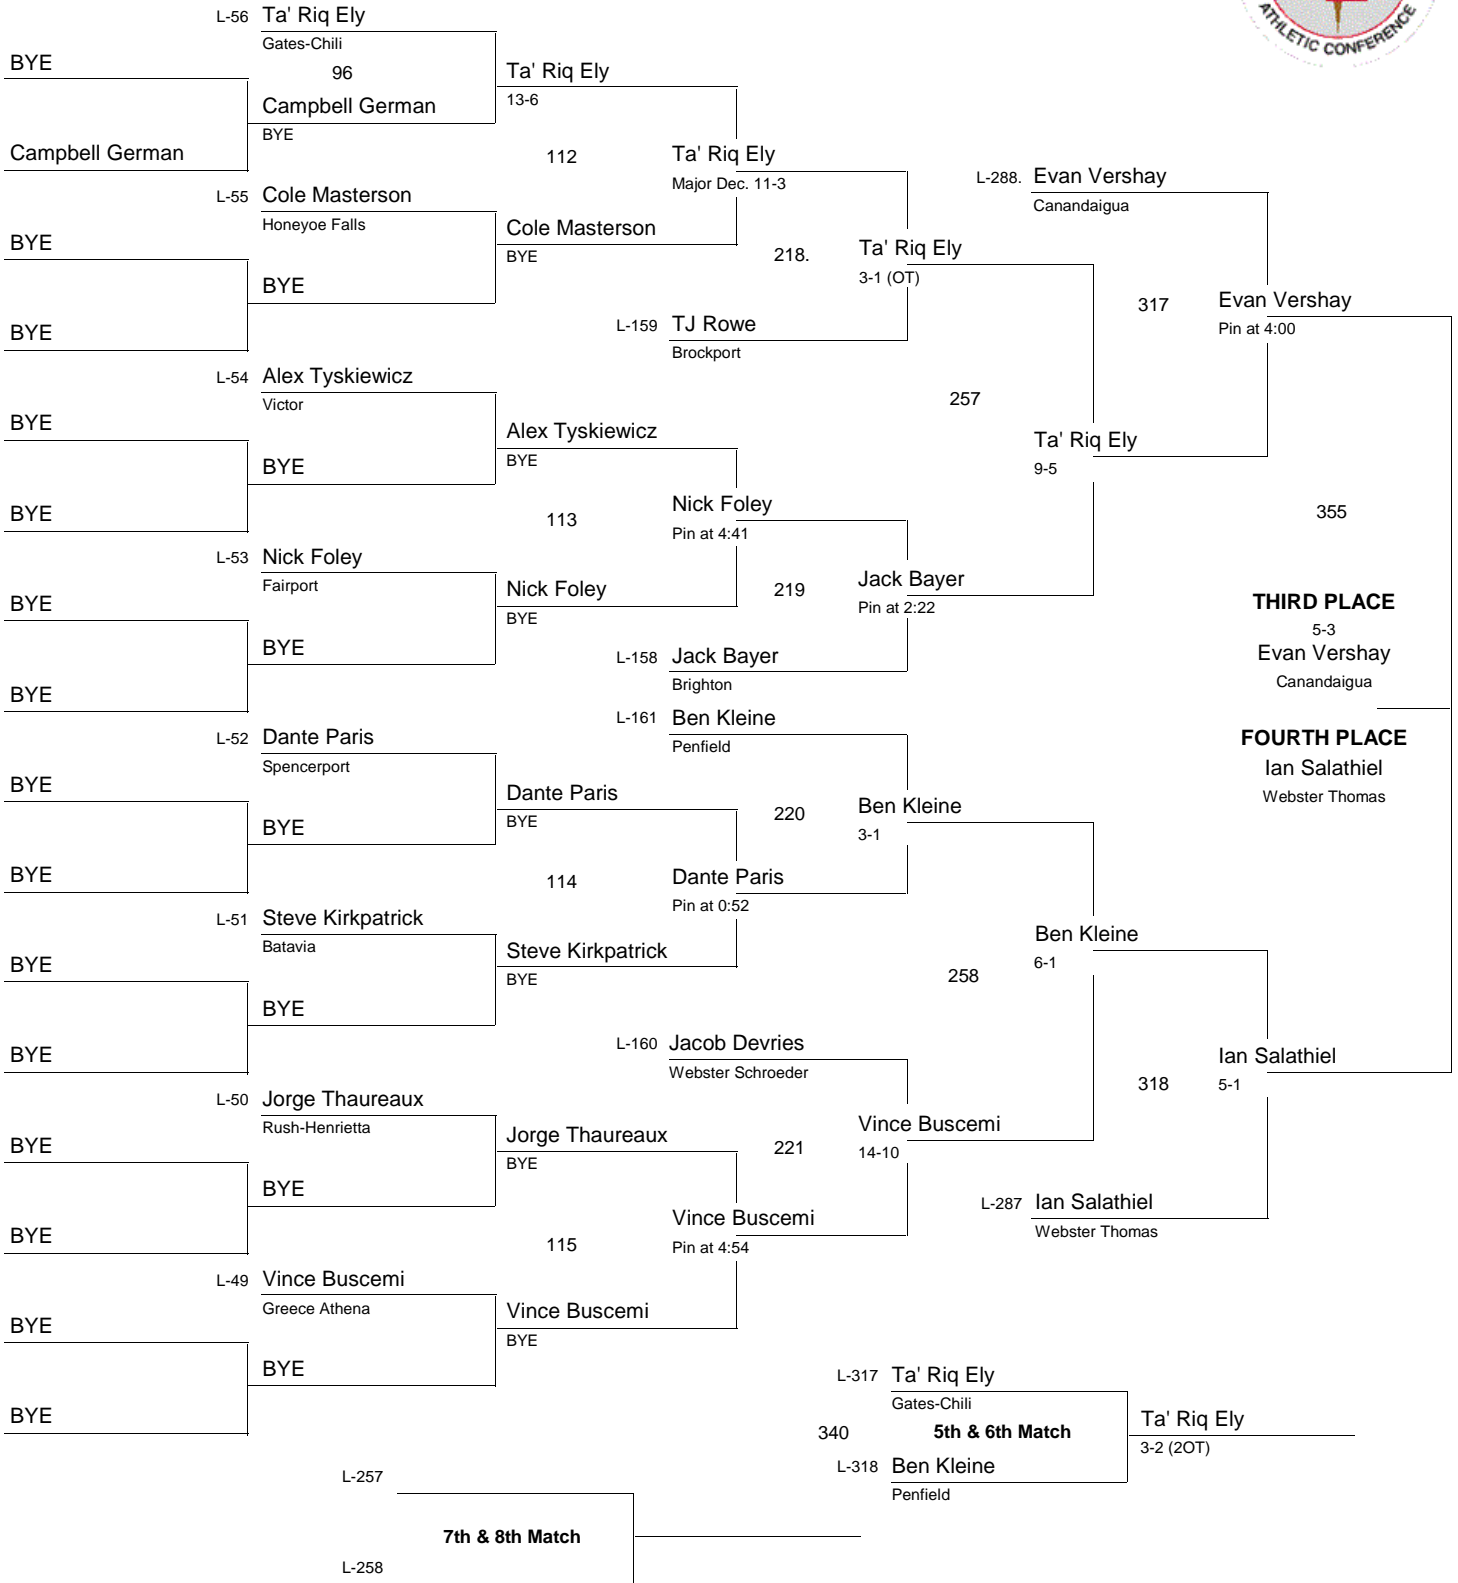 L-56 Ta' Riq Ely
ATHLETIC CONFERENCE
Gates-Chili
BYE
96
Ta' Riq Ely
13-6
Campbell German
BYE
Campbell German
112
Ta' Riq Ely
Major Dec. 11-3
L-288. Evan Vershay
Canandaigua
L-55 Cole Masterson
Honeyoe Falls
Cole Masterson
BYE
BYE
218.
Ta' Riq Ely
3-1 (OT)
BYE
317
Evan Vershay
Pin at 4:00
L-159 TJ Rowe
Brockport
BYE
L-54 Alex Tyskiewicz
Victor
257
BYE
Alex Tyskiewicz
BYE
Ta' Riq Ely
9-5
BYE
Nick Foley
Pin at 4:41
BYE
113
355
L-53 Nick Foley
Fairport
Nick Foley
BYE
219
Jack Bayer
Pin at 2:22
BYE
THIRD PLACE
5-3
Evan Vershay
Canandaigua
BYE
L-158 Jack Bayer
Brighton
BYE
L-161 Ben Kleine
Penfield
L-52 Dante Paris
Spencerport
FOURTH PLACE
Ian Salathiel
Webster Thomas
BYE
Dante Paris
BYE
220
Ben Kleine
3-1
BYE
BYE
114
Dante Paris
Pin at 0:52
L-51 Steve Kirkpatrick
Batavia
Ben Kleine
6-1
Steve Kirkpatrick
BYE
BYE
258
BYE
L-160 Jacob Devries
Webster Schroeder
BYE
Ian Salathiel
5-1
318
L-50 Jorge Thaureaux
Rush-Henrietta
Jorge Thaureaux
BYE
221
Vince Buscemi
14-10
BYE
BYE
L-287 Ian Salathiel
Webster Thomas
Vince Buscemi
Pin at 4:54
BYE
115
L-49 Vince Buscemi
Greece Athena
Vince Buscemi
BYE
BYE
BYE
L-317 Ta' Riq Ely
Gates-Chili
BYE
340
5th & 6th Match
Ta' Riq Ely
3-2 (2OT)
L-318 Ben Kleine
Penfield
L-257
7th & 8th Match
L-258